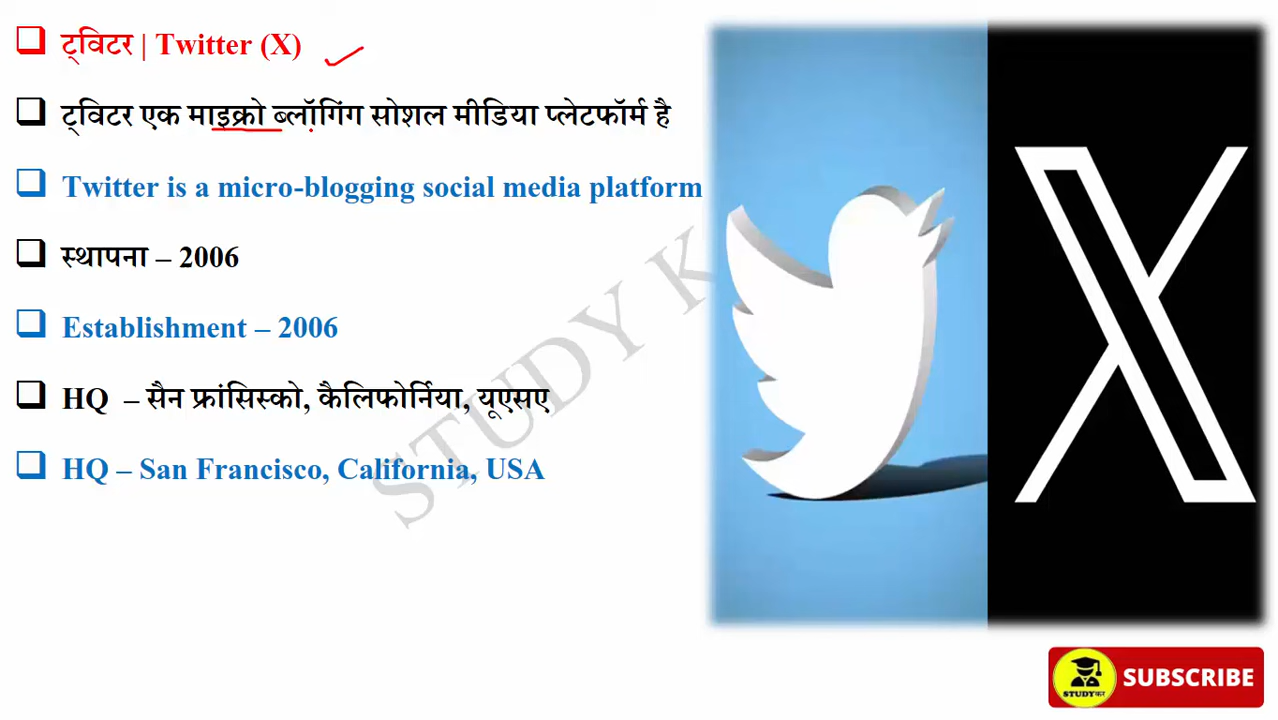 ट्विटर | Twitter (X)
ट्विटर एक माइक्रो ब्लॉगिंग सोशल मीडिया प्लेटफॉर्म है
Twitter is a micro-blogging social media platform
स्थापना – 2006
Establishment – 2006
HQ – सैन फ्रांसिस्को, कैलिफोर्निया, यूएसए
HQ – San Francisco, California, USA
STUDY K
STUDYकर
SUBSCRIBE